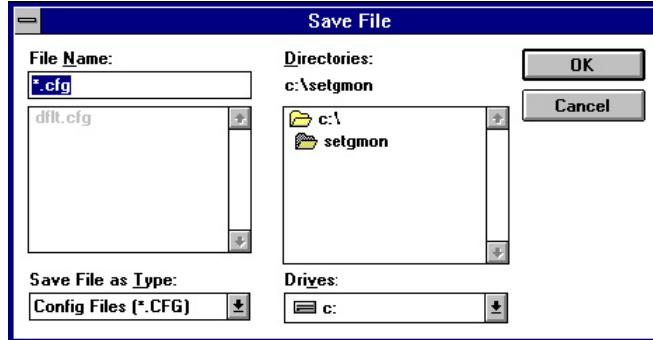 Save File
File Name:
*.cfg
dflt.cfg
Save File as Type:
Config Files (*.CFG)
Directories:
c:\setgmon
c:\
setgmon
Drives:
c:
OK
Cancel